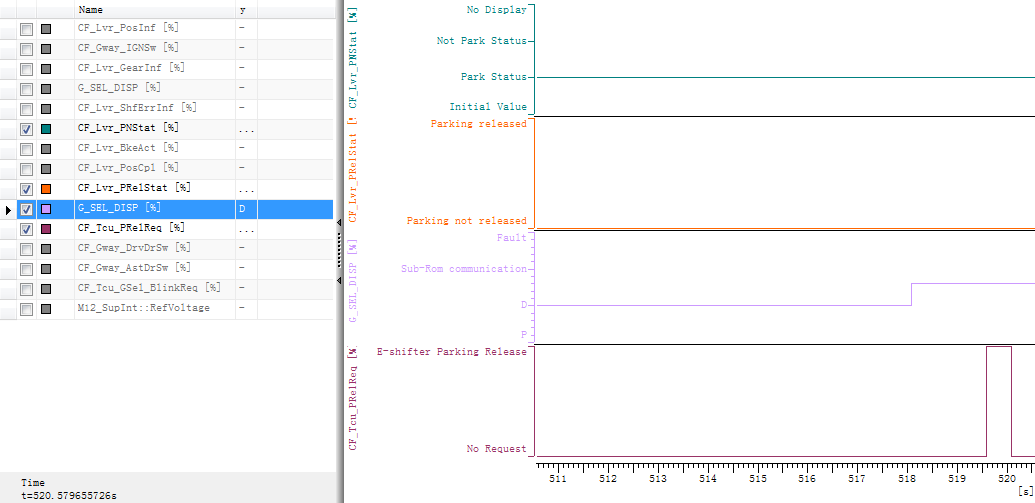 Name y
CF_Lvr_PosInf [%] -
CF_Gway_IGNSw [%] -
CF_Lvr_GearInf [%] -
G_SEL_DISP [%] -
CF_Lvr_ShfErrInf [%] -
CF_Lvr_PNStat [%] ...
CF_Lvr_BkeAct [%] -
CF_Lvr_PosCpl [%] -
CF_Lvr_PRelStat [%] ...
G_SEL_DISP [%] D
CF_Tcu_PRelReq [%] ...
CF_Gway_DrvDrSw [%] -
CF_Gway_AstDrSw [%] -
CF_Tcu_GSel_BlinkReq [%] -
M12_SupInt::RefVoltage -
Time
t=520.579655726s
CF_Lvr_PNStat [%]
No Display
Not Park Status
Park Status
Initial Value
CF_Lvr_PRelStat
Parking released
Parking not released
G_SEL_DISP [%]
Fault
Sub-Rom communication
D
P
CF_Tcu_PRelReq [%
E-shifter Parking Release
No Request
511 512 513 514 515 516 517 518 519 520
[s]